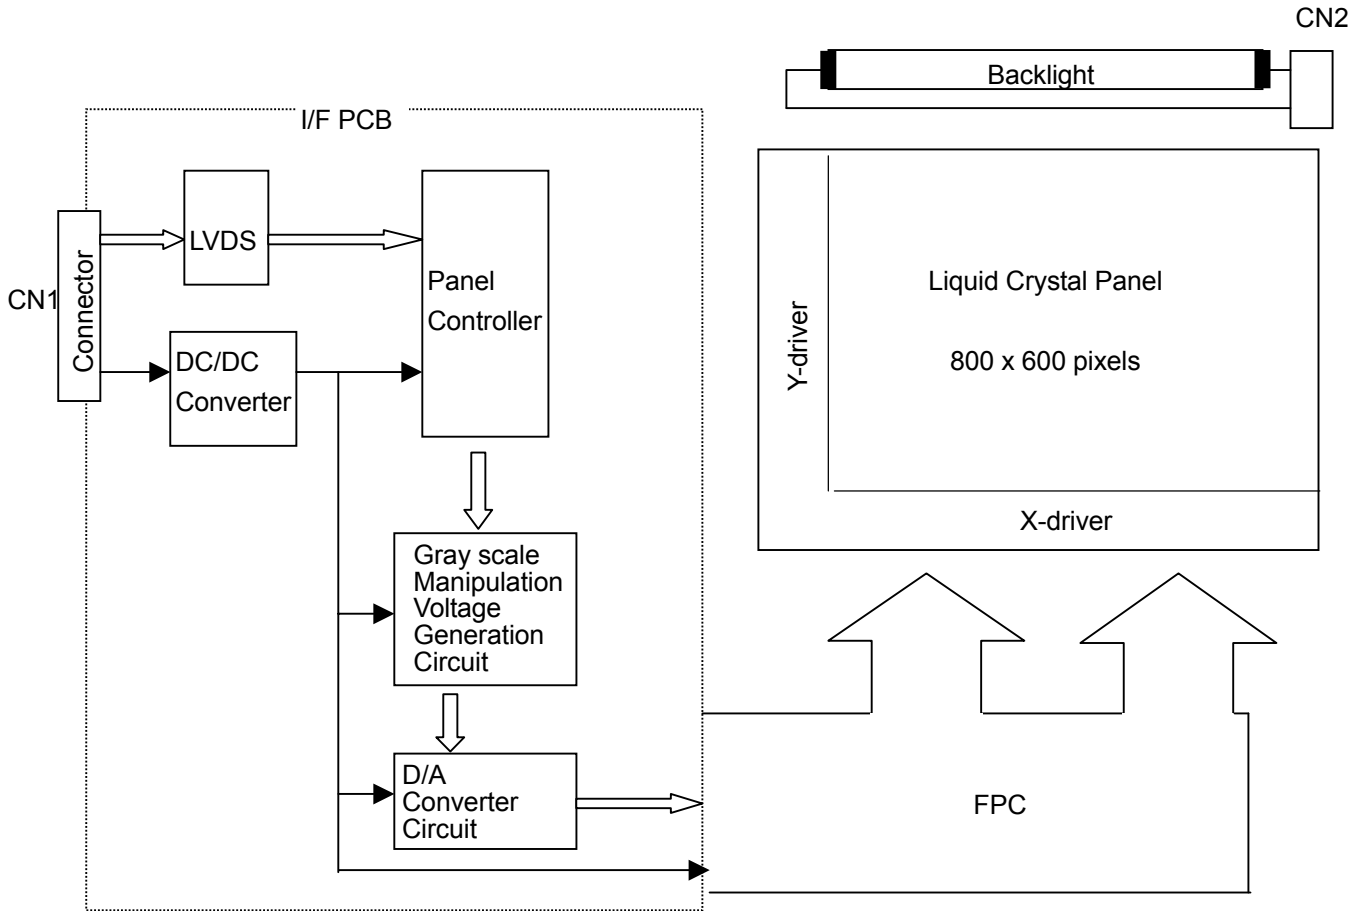 CN2
Backlight
I/F PCB
LVDS
Panel
Controller
CN1
Connector
DC/DC
Converter
Liquid Crystal Panel
800 x 600 pixels
Y-driver
X-driver
Gray scale
Manipulation
Voltage
Generation
Circuit
D/A
Converter
Circuit
FPC